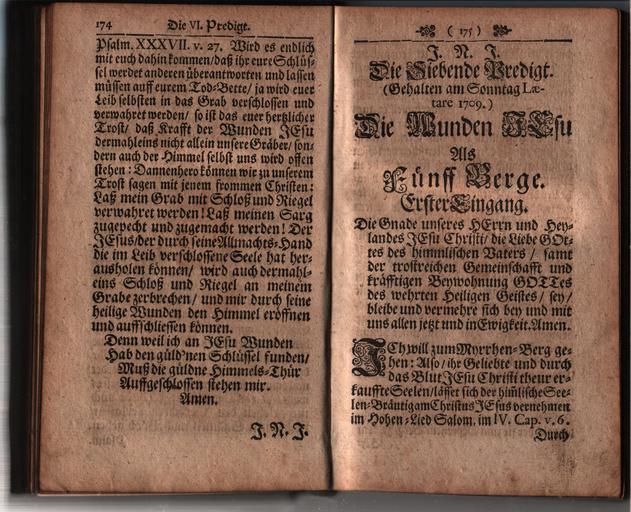 174 Die VI. Predigt.
Psalm. XXXVII. v. 27. Wird es endlich
mit euch dahin kommen/ daß ihr eure Schlüs-
sel werdet anderen überantworten und lassen
müssen auff eurem Tod-Bette/ ja wird euer
Leib selbsten in das Grab verschlossen und
verwahret werden/ so ist das euer hertzlicher
Trost/ daß Krafft der Wunden JEsu
dermahleins nicht allein unsere Gräber/ son-
dern auch der Himmel selbst uns wird offen
stehen: Dannenhero können wir zu unserem
Trost sagen mit jenem frommen Christen:
Laß mein Grab mit Schloß und Riegel
verwahret werden! Laß meinen Sarg
zugepicht und zugemacht werden! Der
JEsus/ der durch seine Allmachts-Hand
die im Leib verschlossene Seele hat her-
ausholen können/ wird auch dermahl-
eins Schloß und Riegel an meinem
Grabe zerbrechen/ und mir durch seine
heilige Wunden den Himmel eröffnen
und auffschliessen können.
Denn weil ich an JEsu Wunden
Hab den güld'nen Schlüssel funden/
Muß die güldne Himmels-Thür
Auffgeschlossen stehen mir.
Amen.
J. N. J.
( 175 )
J. N. J.
Die Siebende Predigt.
(Gehalten am Sonntag Læ-
tare 1709.)
Die Wunden JEsu
Als
Fünff Berge.
Erster Eingang.
Die Gnade unseres HErrn und Hey-
landes JEsu Christi/ die Liebe GOt-
tes des himmlischen Vaters/ samt
der trostreichen Gemeinschafft und
kräfftigen Beywohnung GOTTes
des wehrten Heiligen Geistes/ sey/
bleibe und vermehre sich bey und mit
uns allen jetzt und in Ewigkeit. Amen.
JCh will zum Myrrhen-Berg ge-
hen: Also/ ihr Geliebte und durch
das Blut JEsu Christi theur er-
kauffte Seelen/ lässet sich der him̄lische See-
len-Bräutigam Christus JEsus vernehmen
im Hohen-Lied Salom. im IV. Cap. v. 6.
Durch